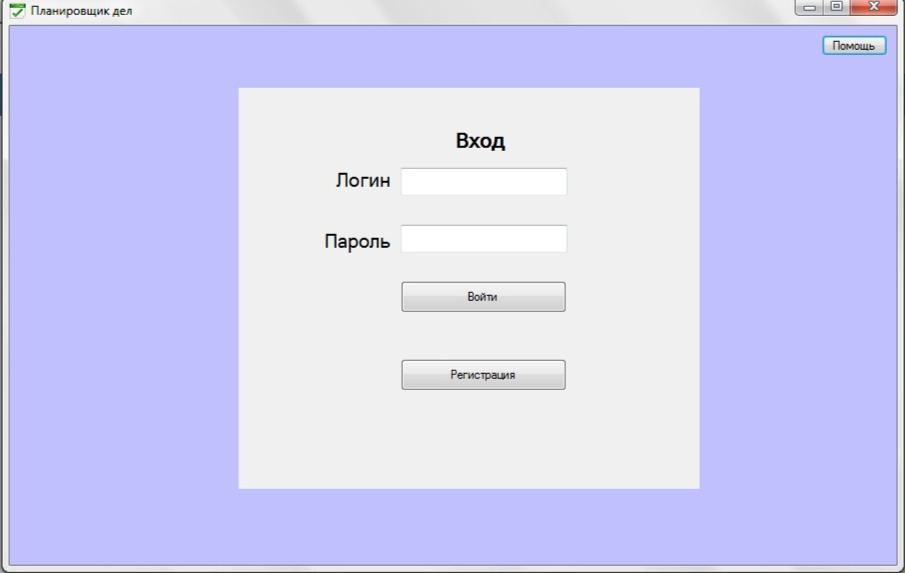 Планировщик дел
Помощь
Вход
Логин
Пароль
Войти
Регистрация